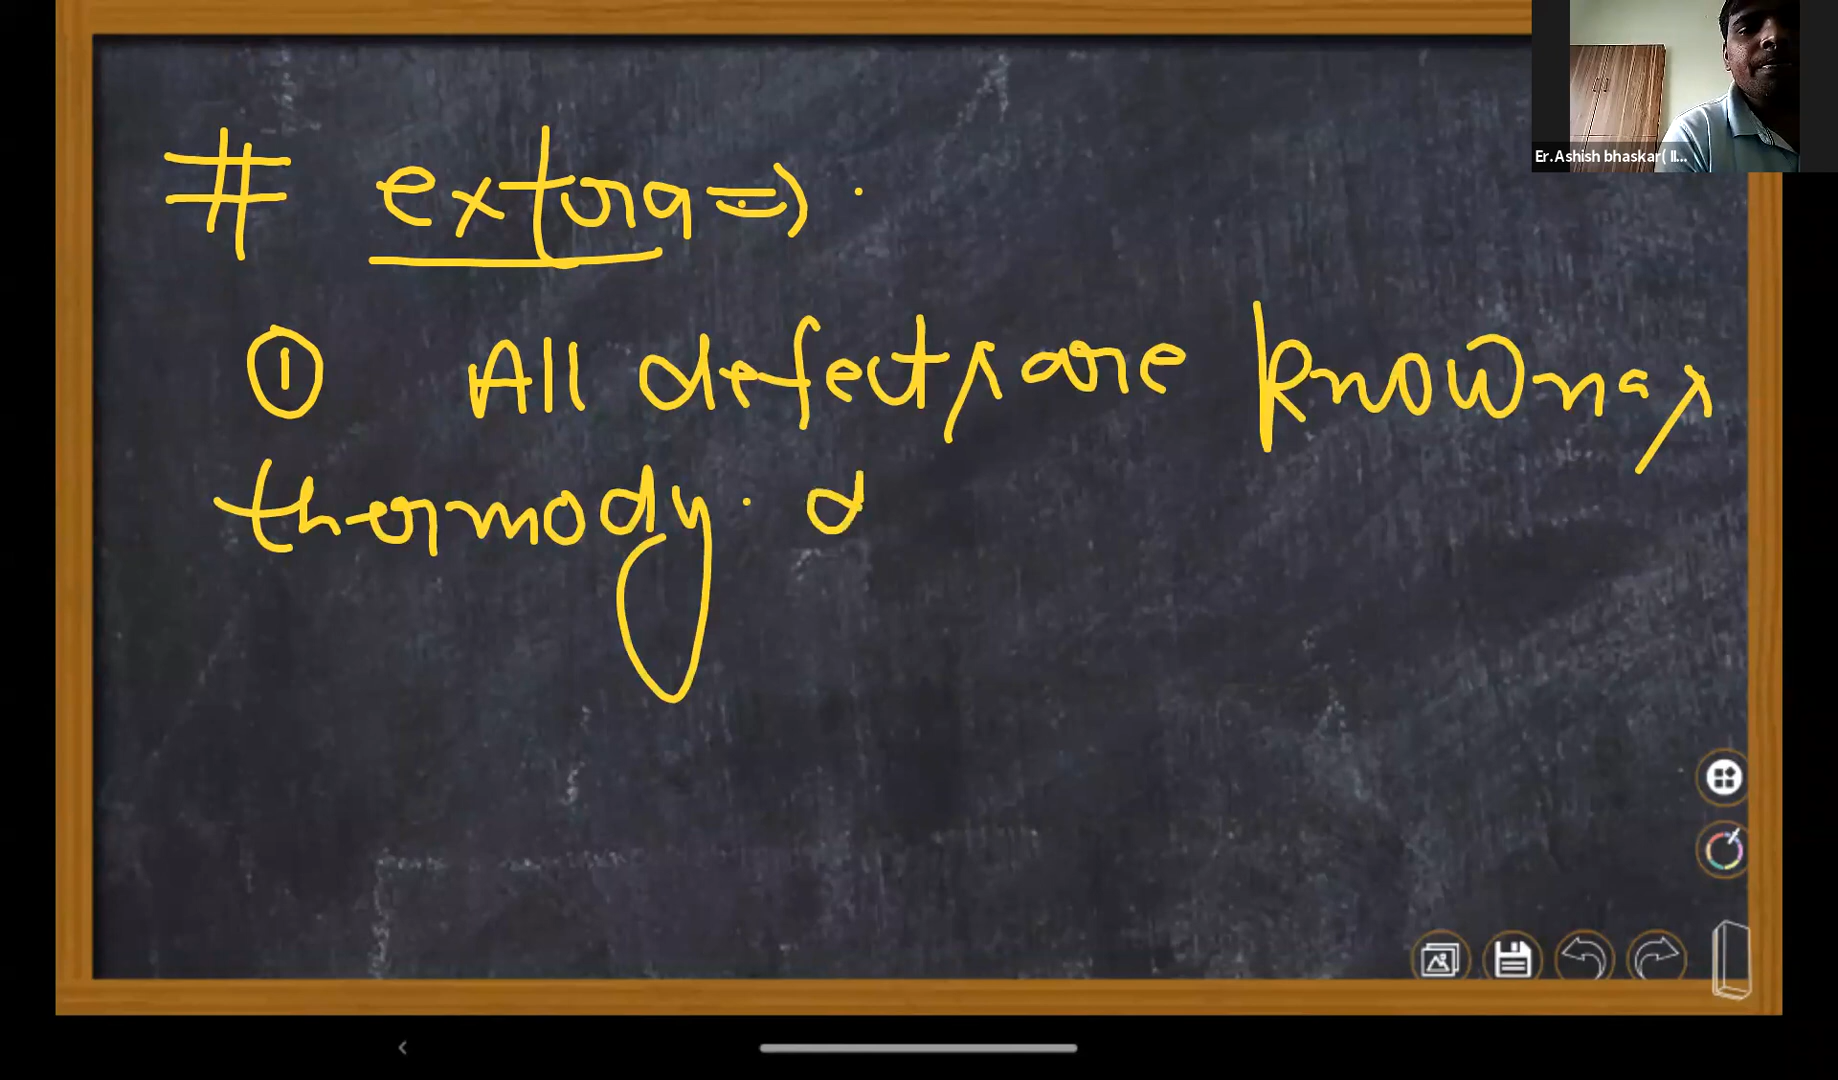 Er. Ashish bhaskar( II...
# extra ⇒ .
① All defects are known as
thermody. d